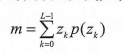 m = \sum_{k=0}^{L-1} z_k p(z_k)